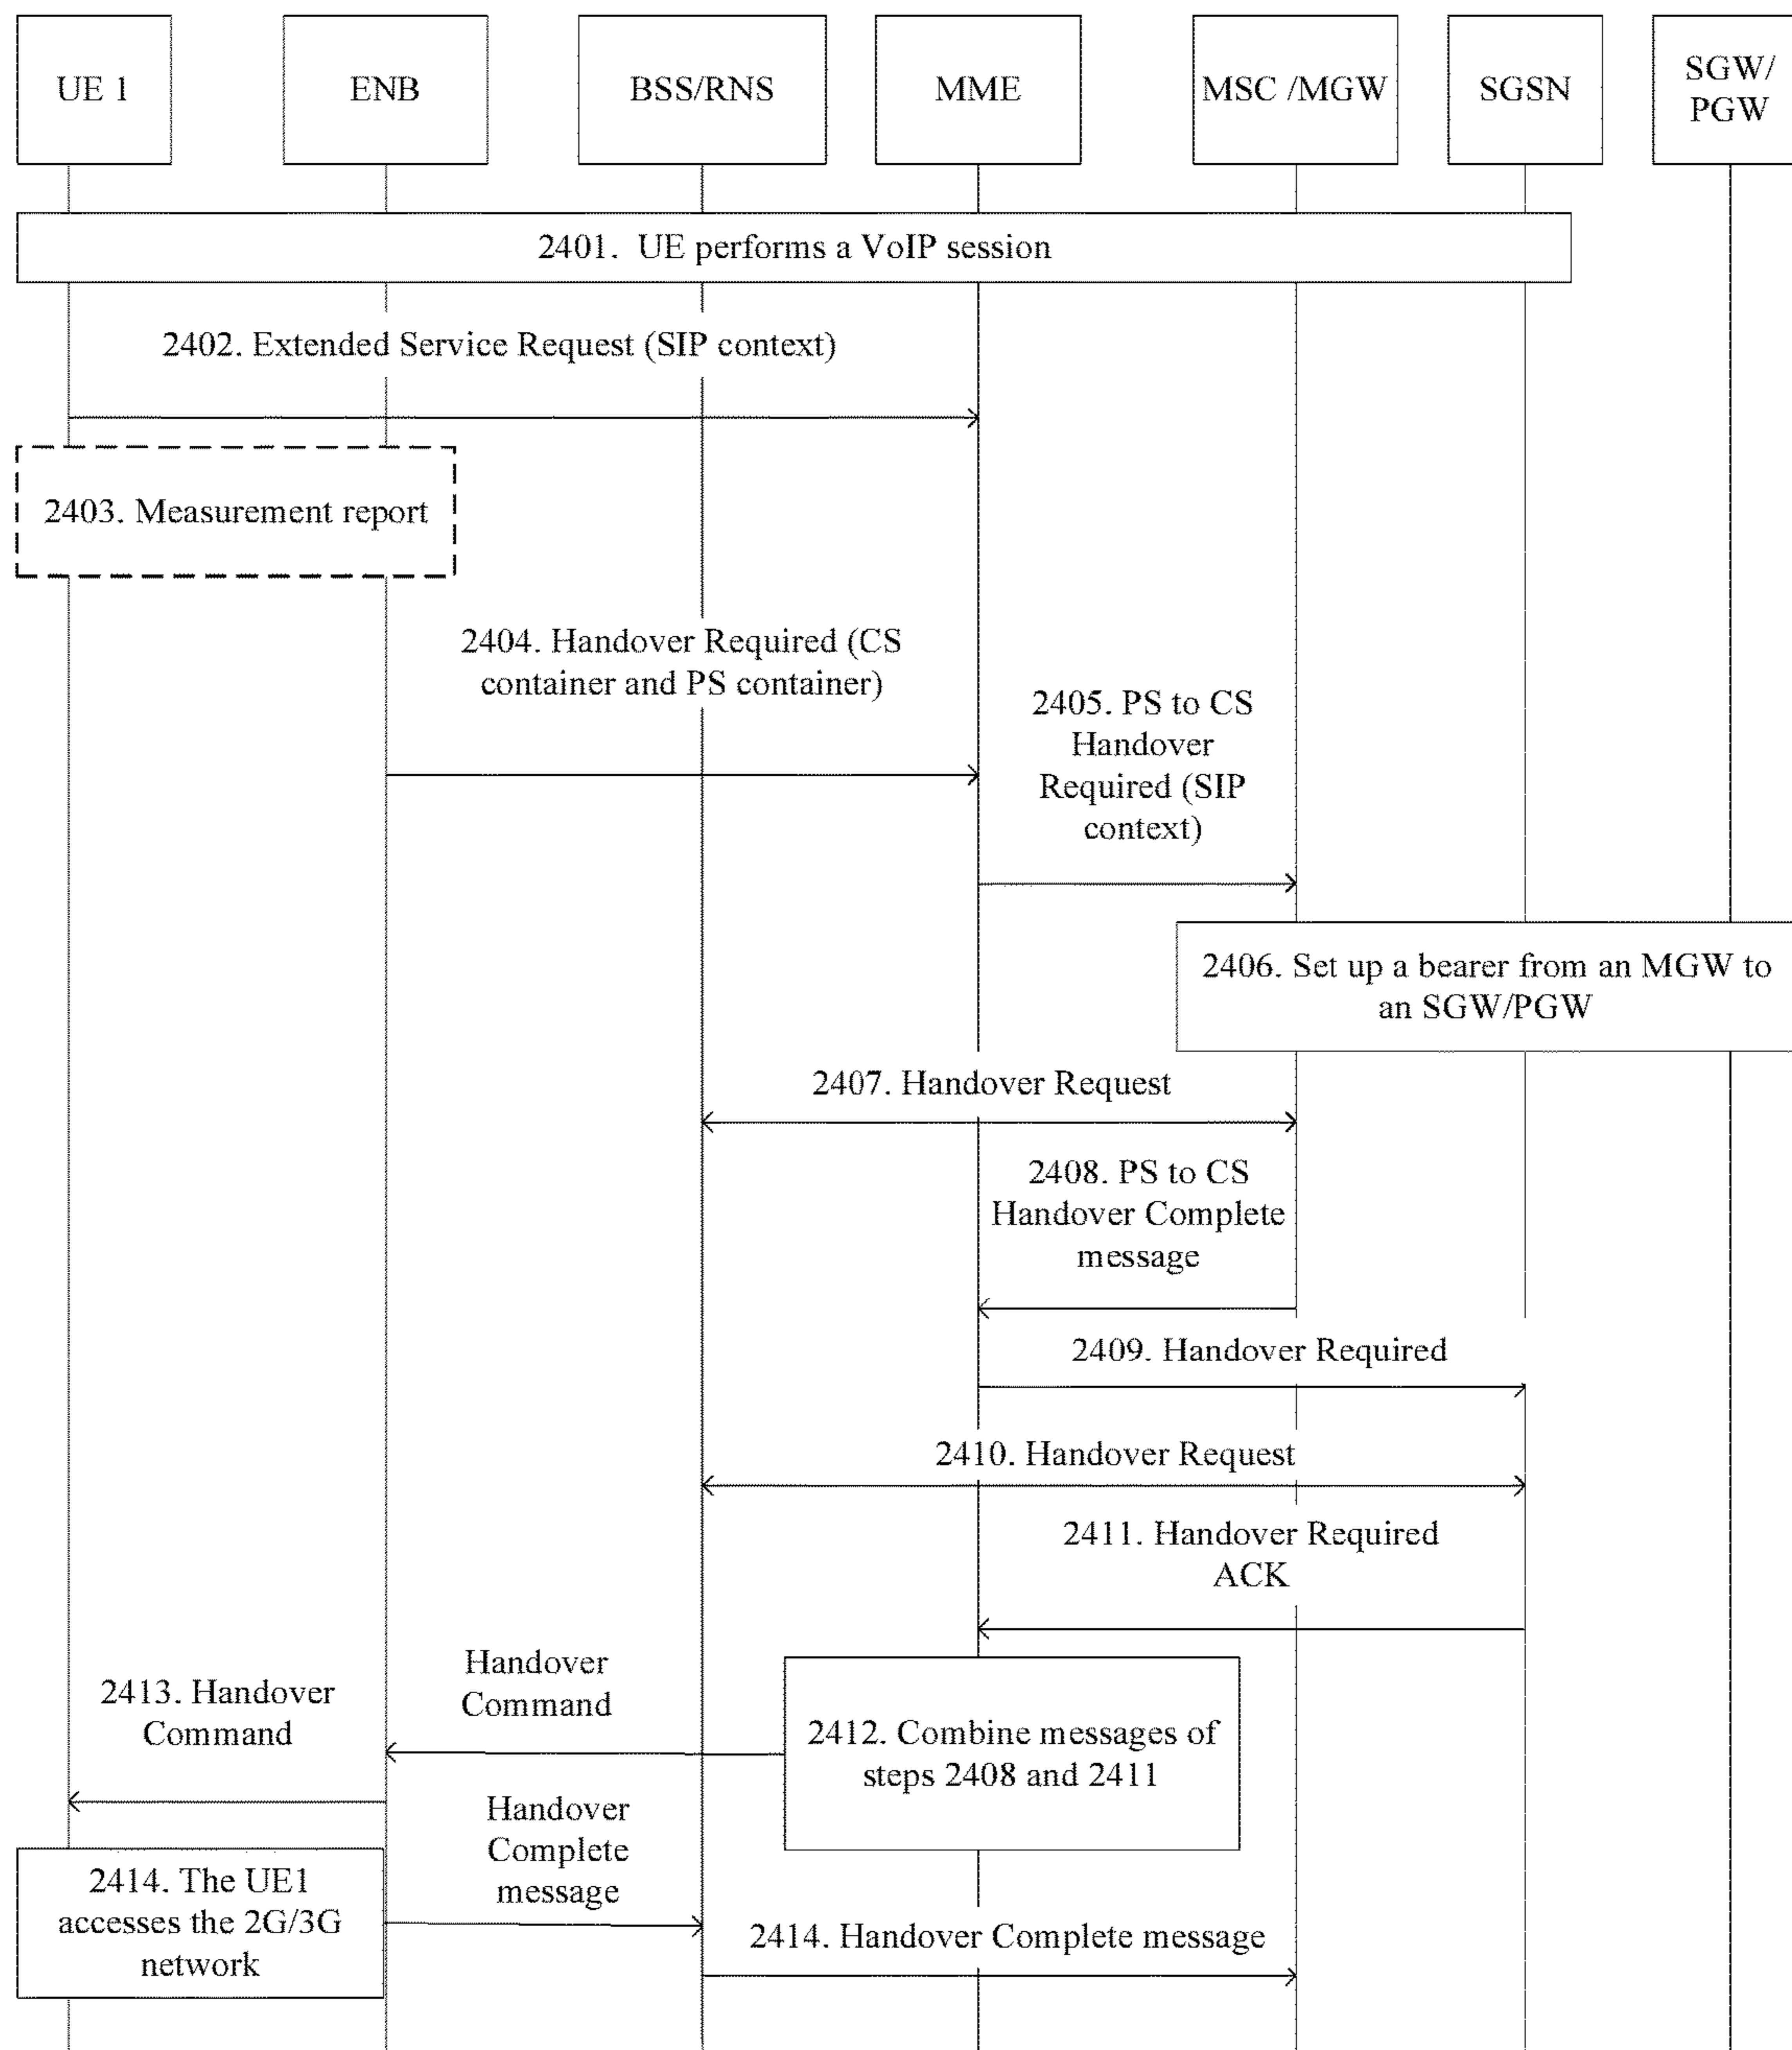 UE 1
ENB
BSS/RNS
MME
MSC /MGW
SGSN
SGW/
PGW
2401. UE performs a VoIP session
2402. Extended Service Request (SIP context)
2403. Measurement report
2404. Handover Required (CS
container and PS container)
2405. PS to CS
Handover
Required (SIP
context)
2406. Set up a bearer from an MGW to
an SGW/PGW
2407. Handover Request
2408. PS to CS
Handover Complete
message
2409. Handover Required
2410. Handover Request
2411. Handover Required
ACK
2412. Combine messages of
steps 2408 and 2411
Handover
Command
2413. Handover
Command
2414. The UE1
accesses the 2G/3G
network
Handover
Complete
message
2414. Handover Complete message